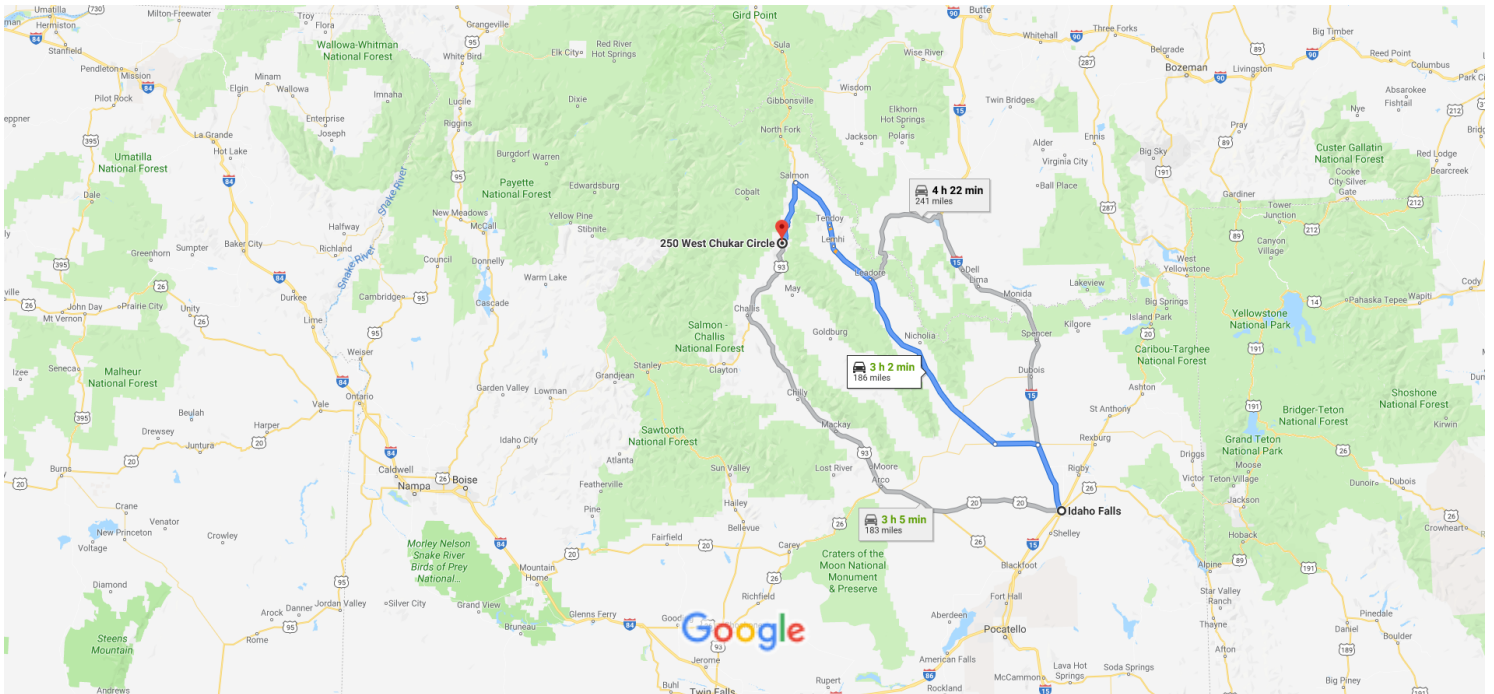 Umatilla
Hermiston
Stanfield
Pendleton
Mission
Pilot Rock
Milton-Freewater
Elgin
Minam
Wallowa
Imnaha
Enterprise
Joseph
La Grande
Hot Lake
Umatilla
National Forest
Dale
Wallowa-Whitman
National Forest
Troy
Flora
Grangeville
White Bird
Lucile
Riggins
Elk City
Red River
Hot Springs
Dixie
Burgdorf
Warren
Payette
National Forest
Edwardsburg
Yellow Pine
Stibnite
Gird Point
Sula
Wise River
Wisdom
Gibbonsville
North Fork
Jackson
Elkhorn
Hot Springs
Polaris
Salmon
Cobalt
Tendoy
Lemhi
Leadore
250 West Chukar Circle
4 h 22 min
241 miles
Butte
Whitehall
Three Forks
Belgrade
Bozeman
Livingston
Big Timber
Reed Point
Columbus
Absarokee
Fishtail
Nye
Twin Bridges
Alder
Virginia City
Ennis
Pray
Big Sky
Custer Gallatin
National Forest
Cooke
City-Silver
Gate
Red Lodge
Bearcreek
Ball Place
Gardiner
Tower
Junction
Canyon
Village
West
Yellowstone
Dell
Lima
Monida
Lakeview
Big Springs
Island Park
Yellowstone
National Park
Pahaska Tepee
Wapiti
Cody
Spencer
Kilgore
Caribou-Targhee
National Forest
Dubois
Ashton
St Anthony
Rexburg
Rigby
Driggs
Victor
Teton Village
Moose
Grand Teton
National Park
Bridger-Teton
National Forest
Shoshone
National Forest
Kirwin
Jackson
Dunoir
Dubois
Crowheart
Hoback
Alpine
Star Valley
Ranch
Thayne
Afton
Daniel
Boulder
Pinedale
Big Piney
Halfway
Richland
Snake River
Snake River
Sumpter
Greenhorn
Baker City
New Meadows
McCall
Council
Donnelly
Cambridge
Cascade
Warm Lake
Durkee
Lime
Weiser
John Day
Prairie City
Mt Vernon
Unity
Izee
Seneca
Malheur
National Forest
Ontario
Vale
Beulah
Drewsey
Juntura
Harper
Burns
Crane
Venator
New Princeton
Crowley
Voltage
Diamond
Steens
Mountain
Andrews
Arock
Danner
Jordan Valley
Rome
Silver City
Caldwell
Nampa
Boise
Idaho City
Garden Valley
Lowman
Grandjean
Stanley
Clayton
Challis
May
Goldburg
Nicholia
Salmon -
Challis
National Forest
3 h 2 min
186 miles
Chilly
Mackay
Sawtooth
National Forest
Atlanta
Featherville
Pine
Sun Valley
Hailey
Bellevue
Lost River
Moore
Arco
3 h 5 min
183 miles
Idaho Falls
Shelley
Blackfoot
Fort Hall
Aberdeen
Pocatello
American Falls
McCammon
Lava Hot
Springs
Soda Springs
Rockland
Rupert
Craters of the
Moon National
Monument
& Preserve
Carey
Fairfield
Richfield
Morley Nelson
Snake River
Birds of Prey
National...
Mountain
Home
Grand View
Bruneau
Glenns Ferry
Google
Jerome
Buhl
Twin Falls